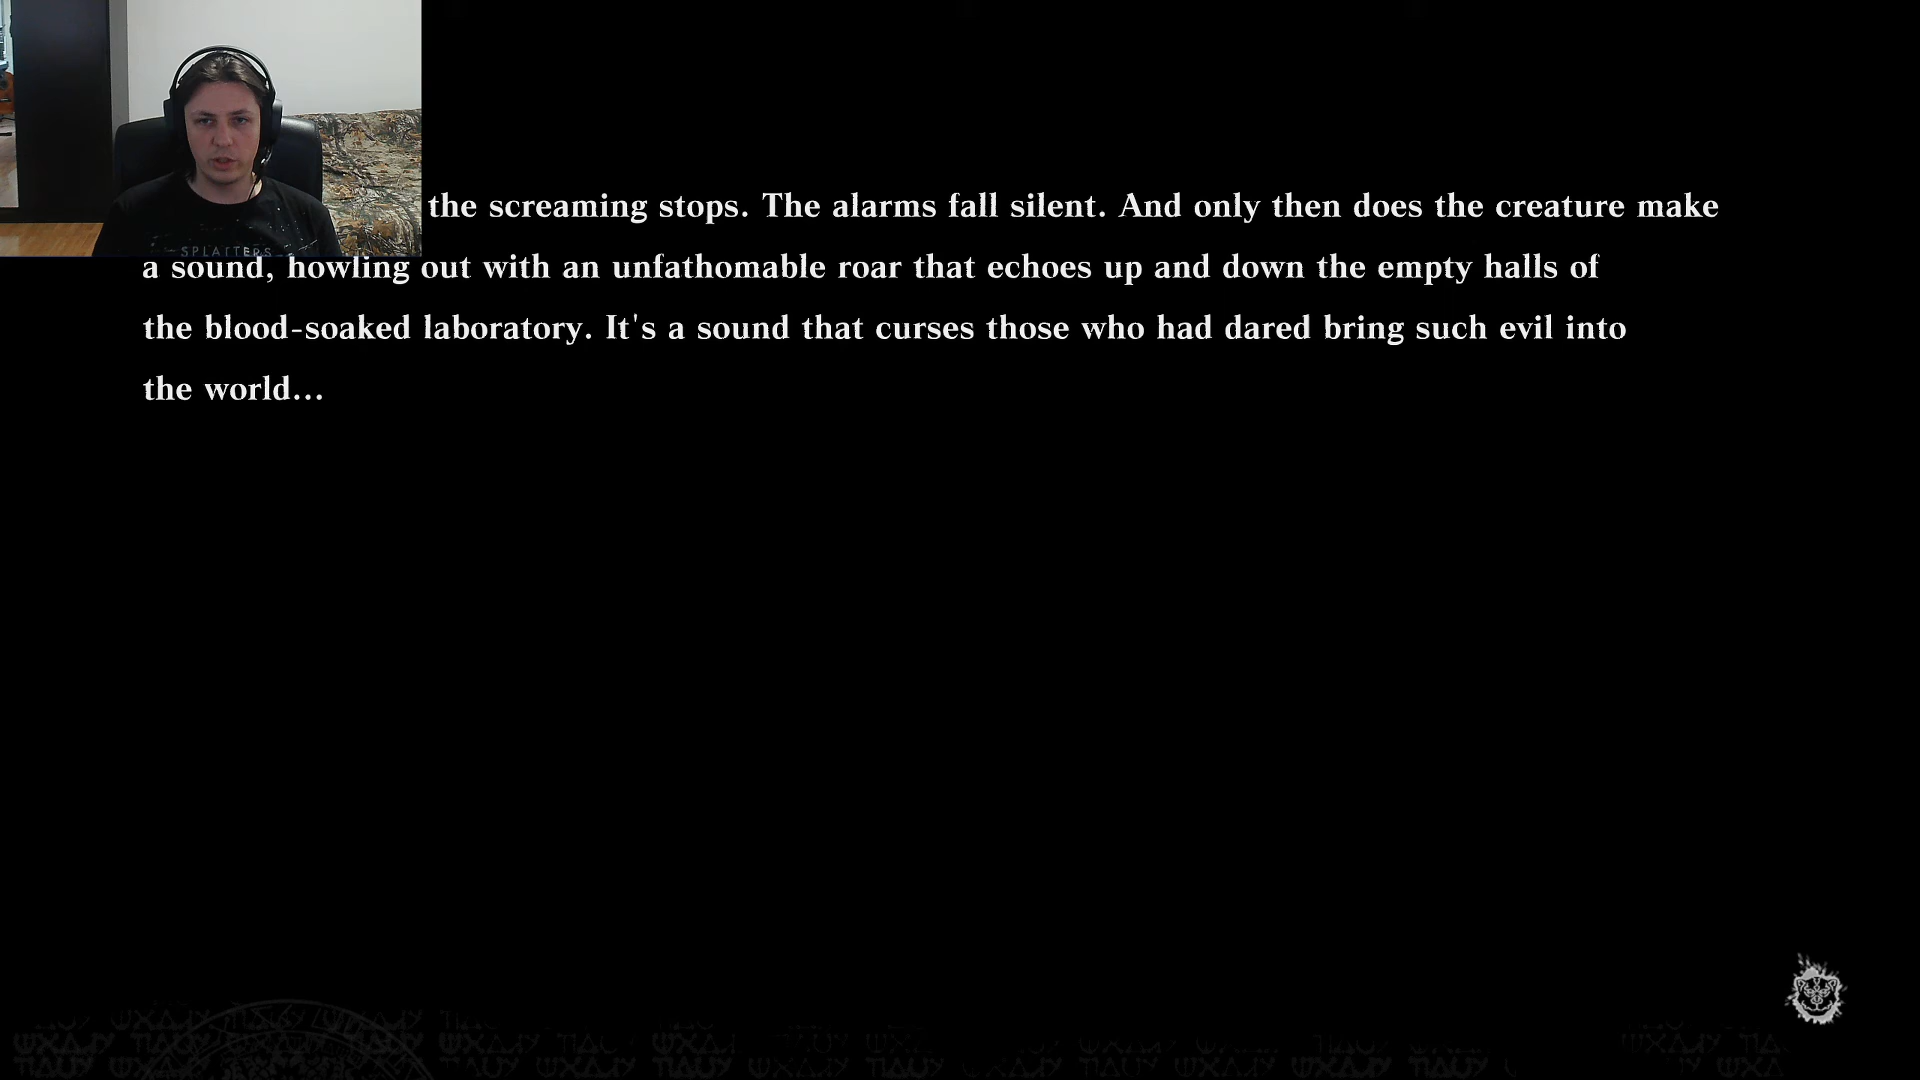 SPLATTERS
the screaming stops. The alarms fall silent. And only then does the creature make
a sound, howling out with an unfathomable roar that echoes up and down the empty halls of
the blood-soaked laboratory. It's a sound that curses those who had dared bring such evil into
the world...